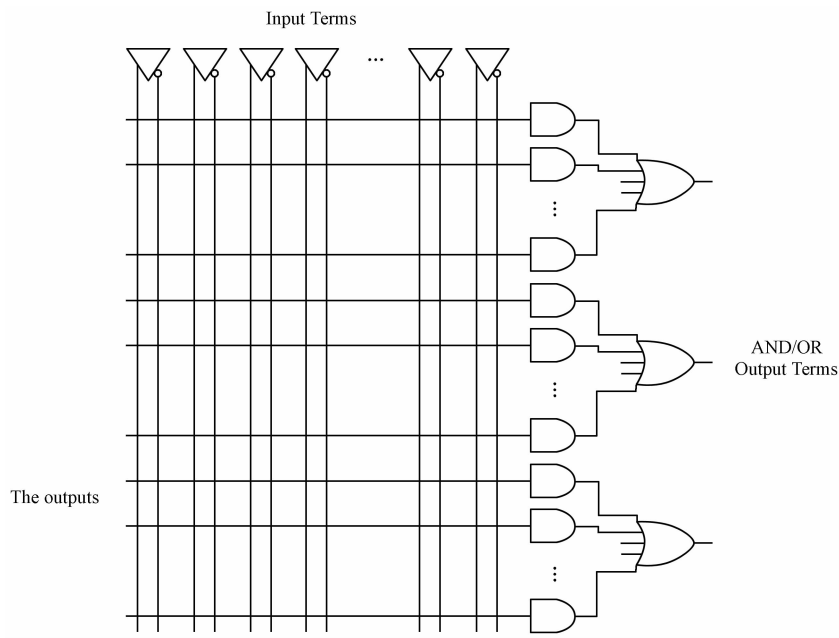 Input Terms
...
AND/OR
Output Terms
The outputs